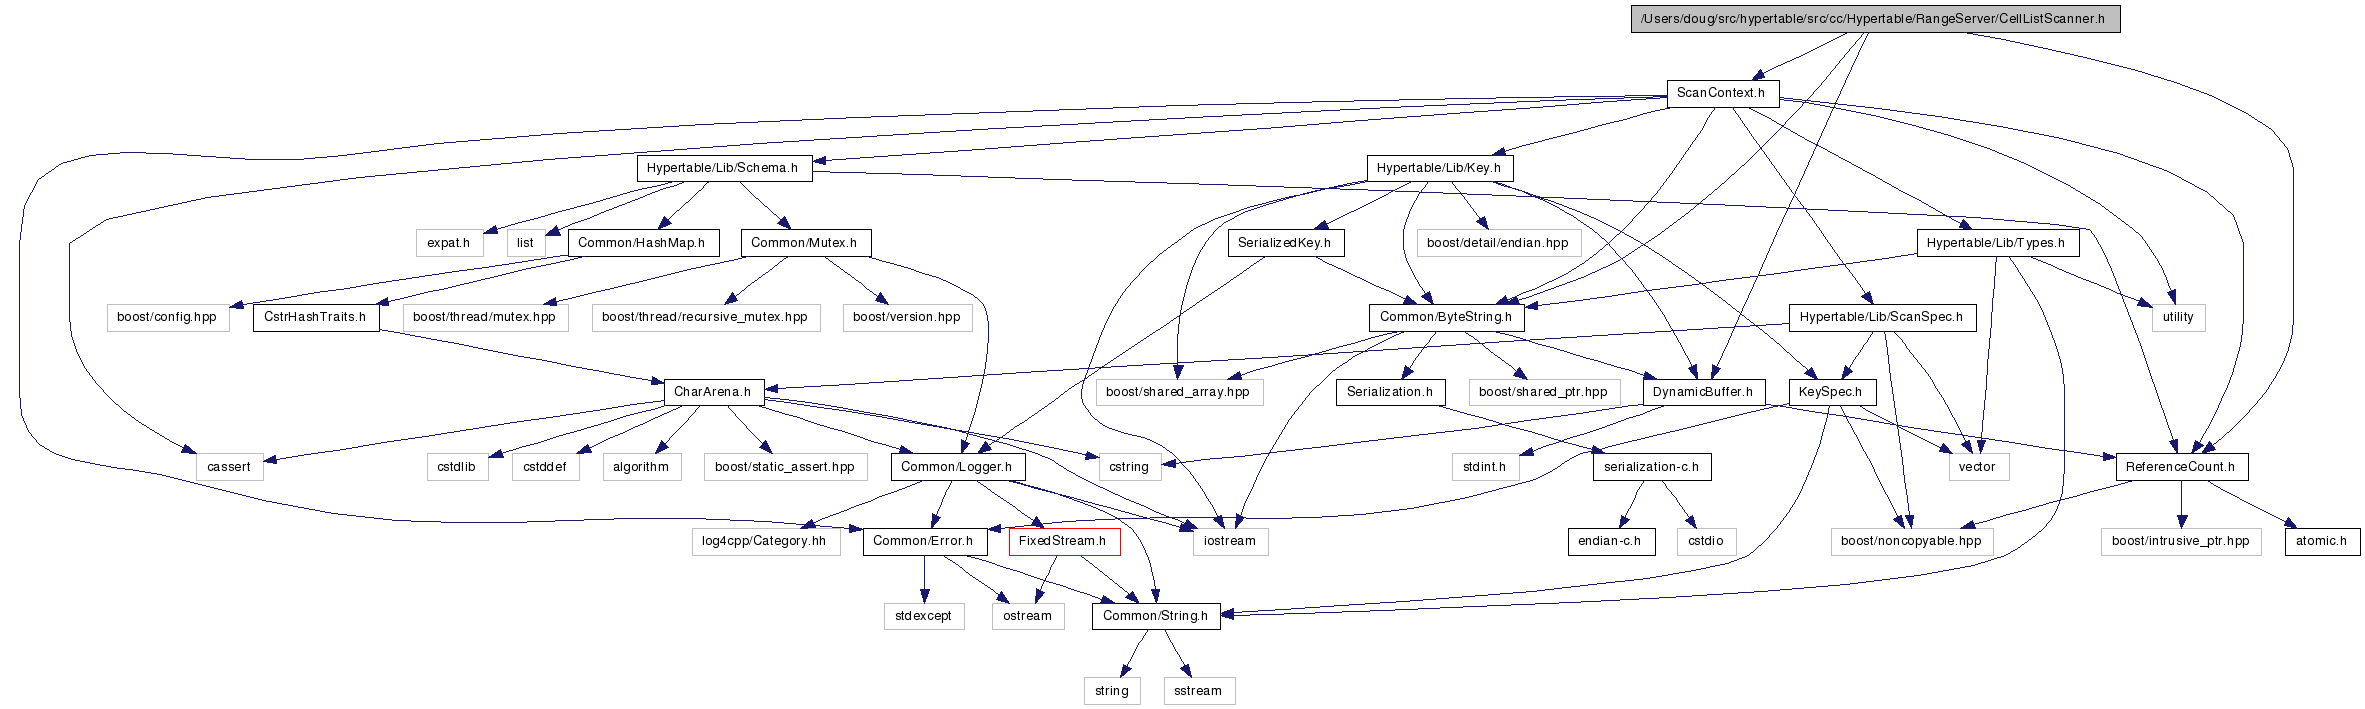 /Users/doug/src/hypertable/src/cc/Hypertable/RangeServer/CellListScanner.h
ScanContext.h
Hypertable/Lib/Schema.h
Hypertable/Lib/Key.h
expat.h
list
Common/HashMap.h
Common/Mutex.h
SerializedKey.h
boost/detail/endian.hpp
Hypertable/Lib/Types.h
boost/config.hpp
CstrHashTraits.h
boost/thread/mutex.hpp
boost/thread/recursive_mutex.hpp
boost/version.hpp
Common/ByteString.h
Hypertable/Lib/ScanSpec.h
utility
CharArena.h
boost/shared_array.hpp
Serialization.h
boost/shared_ptr.hpp
DynamicBuffer.h
KeySpec.h
cassert
cstdlib
cstddef
algorithm
boost/static_assert.hpp
Common/Logger.h
cstring
stdint.h
serialization-c.h
vector
ReferenceCount.h
log4cpp/Category.hh
Common/Error.h
FixedStream.h
iostream
endian-c.h
cstdio
boost/noncopyable.hpp
boost/intrusive_ptr.hpp
atomic.h
stdexcept
ostream
Common/String.h
string
sstream